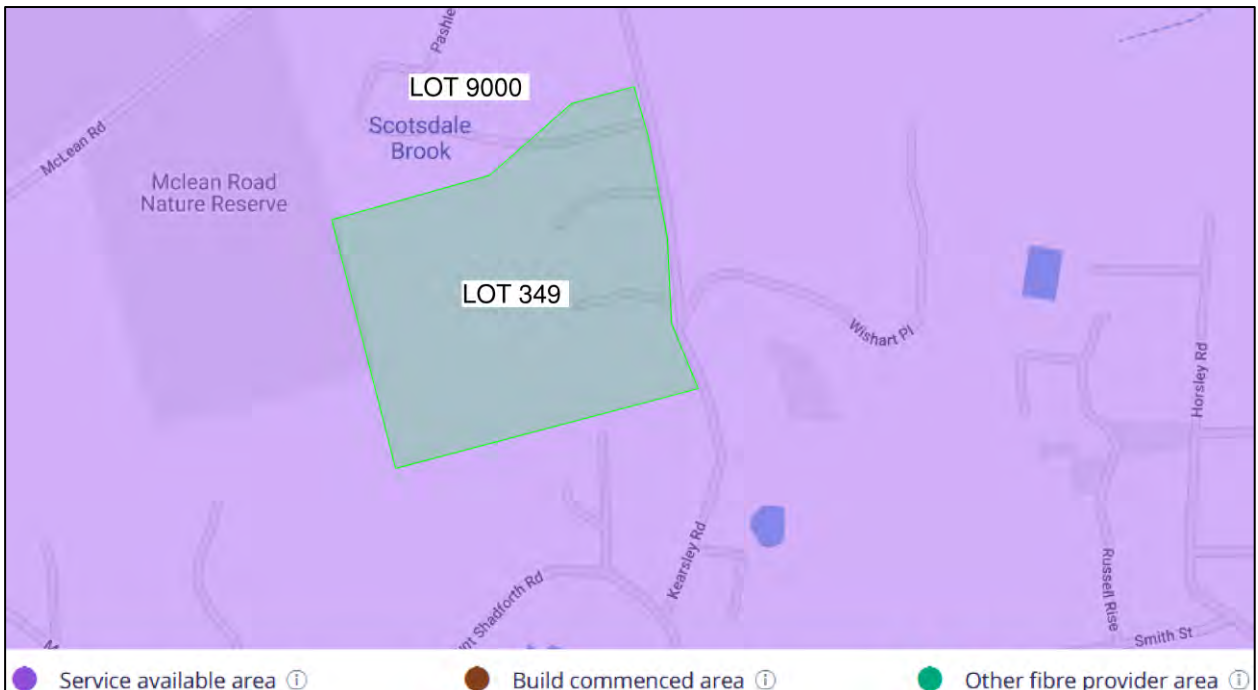 Pashle
LOT 9000
Scotsdale
Brook
McLean Rd
Mclean Road
Nature Reserve
LOT 349
Wishart Pl
Horsley Rd
Kearsley Rd
nt Shadforth Rd
Russell Rise
Smith St
M
Service available area ⓘ
Build commenced area ⓘ
Other fibre provider area ⓘ